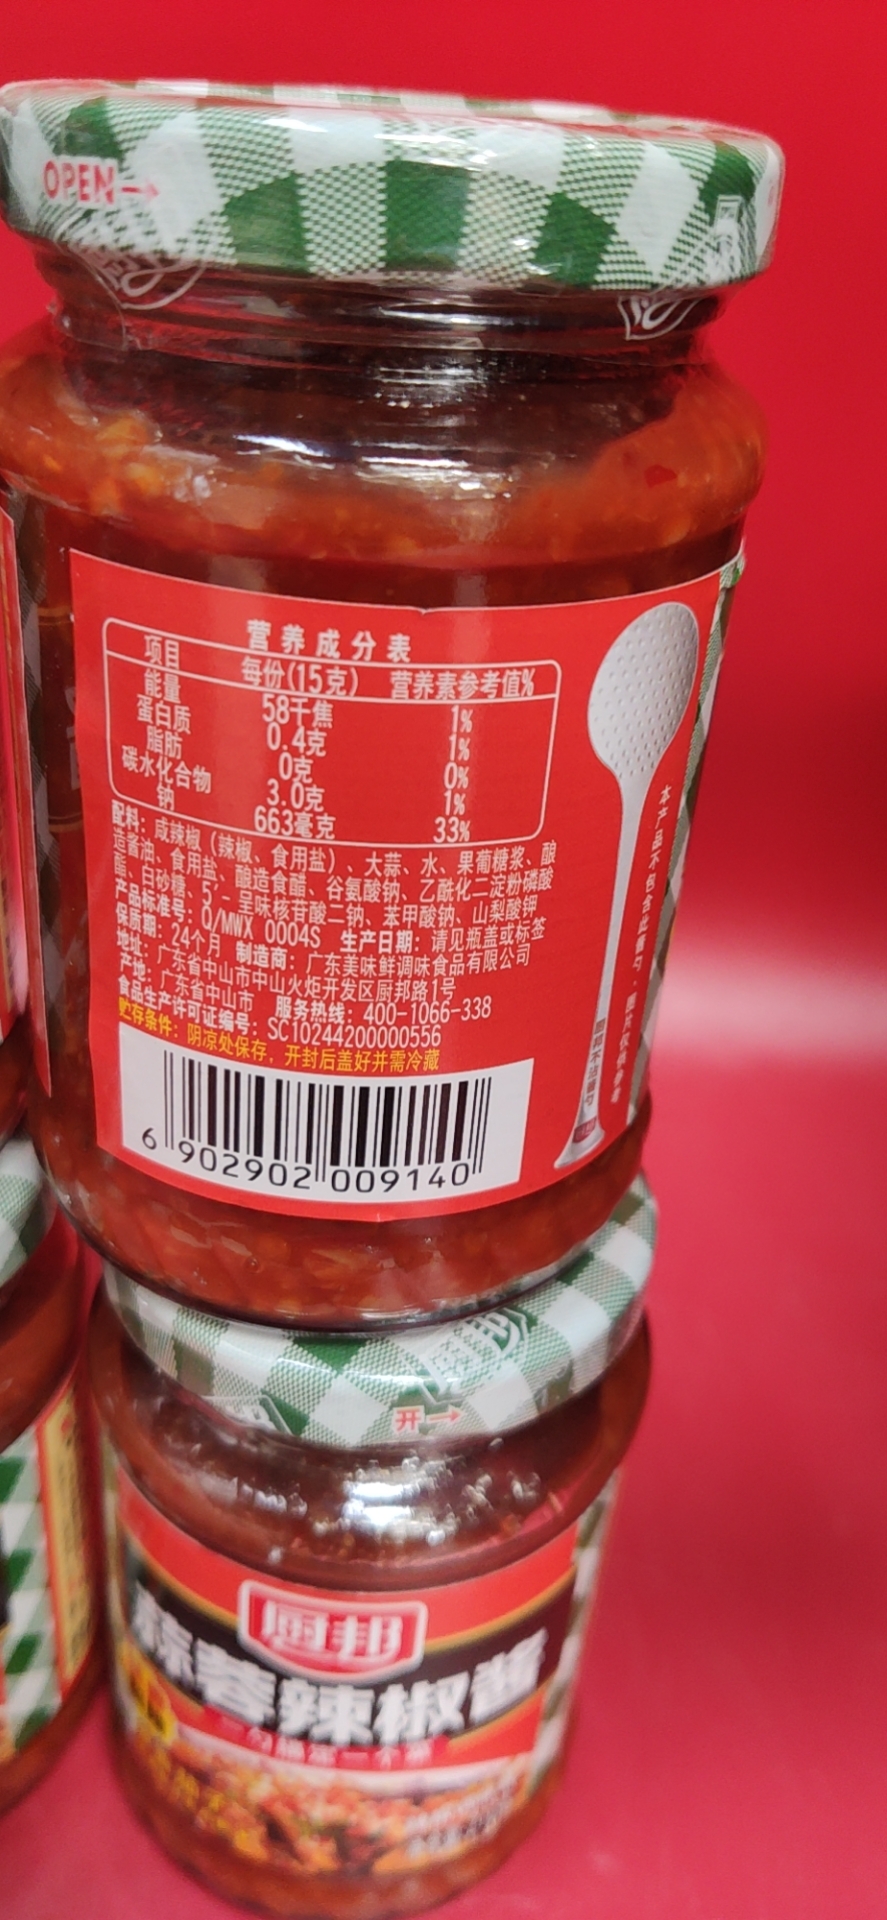 OPEN→
营养成分表
项目 每份(15克) 营养素参考值%
能量 58千焦 1%
蛋白质 0.4克 1%
脂肪 0克 0%
碳水化合物 3.0克 1%
钠 663毫克 33%
配料：咸辣椒（辣椒、食用盐）、大蒜、水、果葡糖浆、酿
造酱油、食用盐、酿造食醋、谷氨酸钠、乙酰化二淀粉磷酸
酯、白砂糖、5'-呈味核苷酸二钠、苯甲酸钠、山梨酸钾
产品标准号：Q/MWX 0004S 生产日期：请见瓶盖或标签
保质期：24个月 制造商：广东美味鲜调味食品有限公司
地址：广东省中山市中山火炬开发区厨邦路1号
产地：广东省中山市 服务热线：400-1066-338
食品生产许可证编号：SC10244200000556
贮存条件：阴凉处保存，开封后盖好并需冷藏
6 902902 009140
本产品不包含此
开→
厨邦
蒜蓉辣椒酱